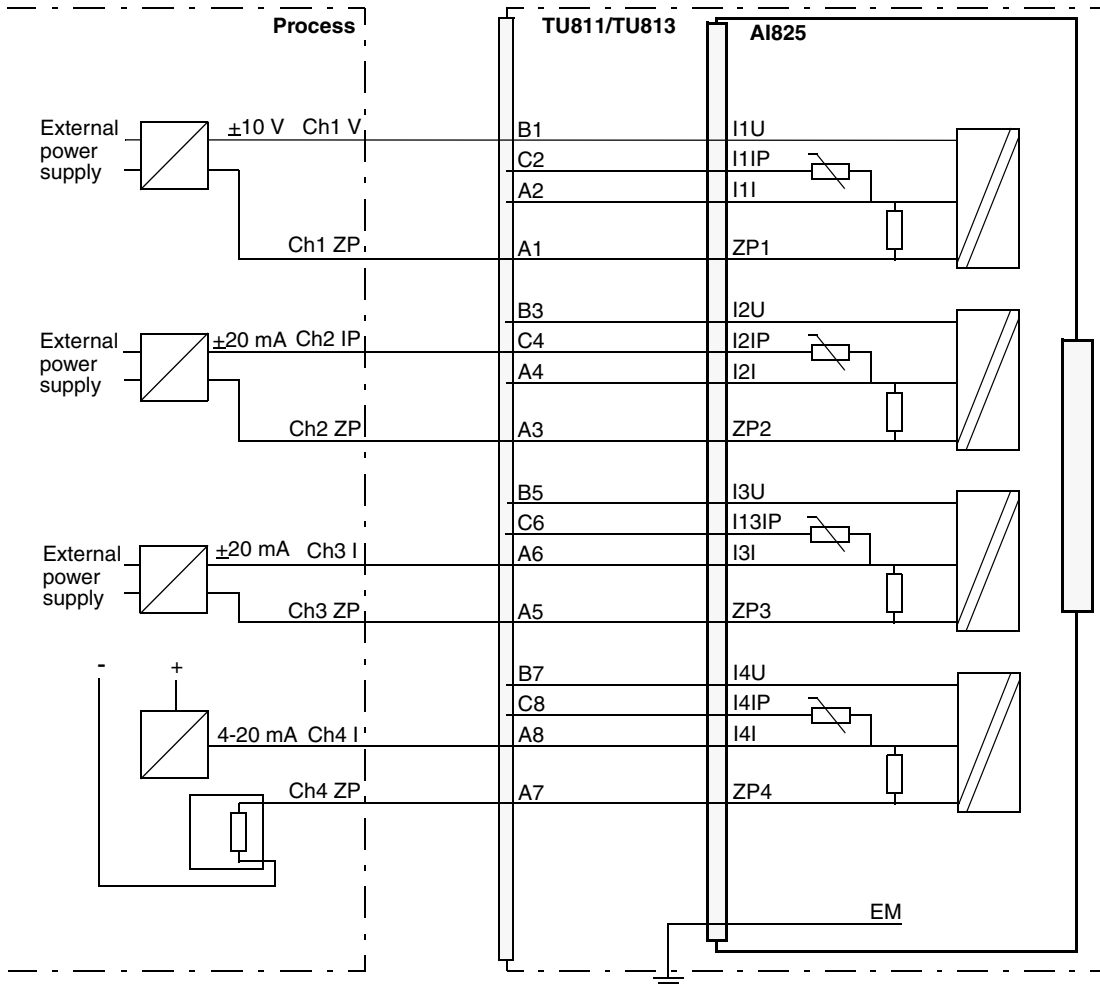 Process
TU811/TU813
AI825
External
power
supply
±10 V Ch1 V
B1
I1U
C2
I1IP
A2
I1I
Ch1 ZP
A1
ZP1
B3
I2U
External
power
supply
±20 mA Ch2 IP
C4
I2IP
A4
I2I
Ch2 ZP
A3
ZP2
B5
I3U
C6
I13IP
External
power
supply
±20 mA Ch3 I
A6
I3I
Ch3 ZP
A5
ZP3
- +
B7
I4U
C8
I4IP
4-20 mA Ch4 I
A8
I4I
Ch4 ZP
A7
ZP4
EM